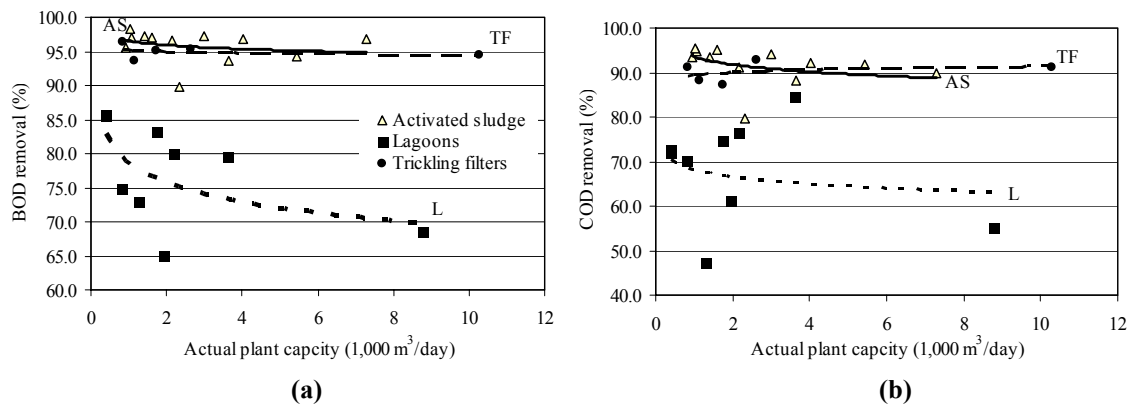 100.0
95.0
90.0
85.0
80.0
75.0
70.0
65.0
60.0
BOD removal (%)
AS
TF
L
Activated sludge
Lagoons
Trickling filters
0 2 4 6 8 10 12
Actual plant capcity (1,000 m³/day)
(a)
100.0
90.0
80.0
70.0
60.0
50.0
40.0
COD removal (%)
TF
AS
L
0 2 4 6 8 10 12
Actual plant capcity (1,000 m³/day)
(b)